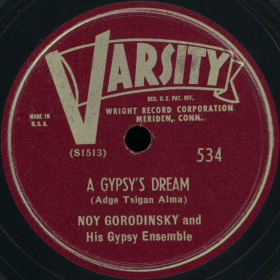 VARSITY
REG. U.S. PAT. OFF.
WRIGHT RECORD CORPORATION
MERIDEN, CONN.
MADE IN
U.S.A.
(S1513)
534
A GYPSY'S DREAM
(Adge Tsigan Alma)
NOY GORODINSKY and
His Gypsy Ensemble